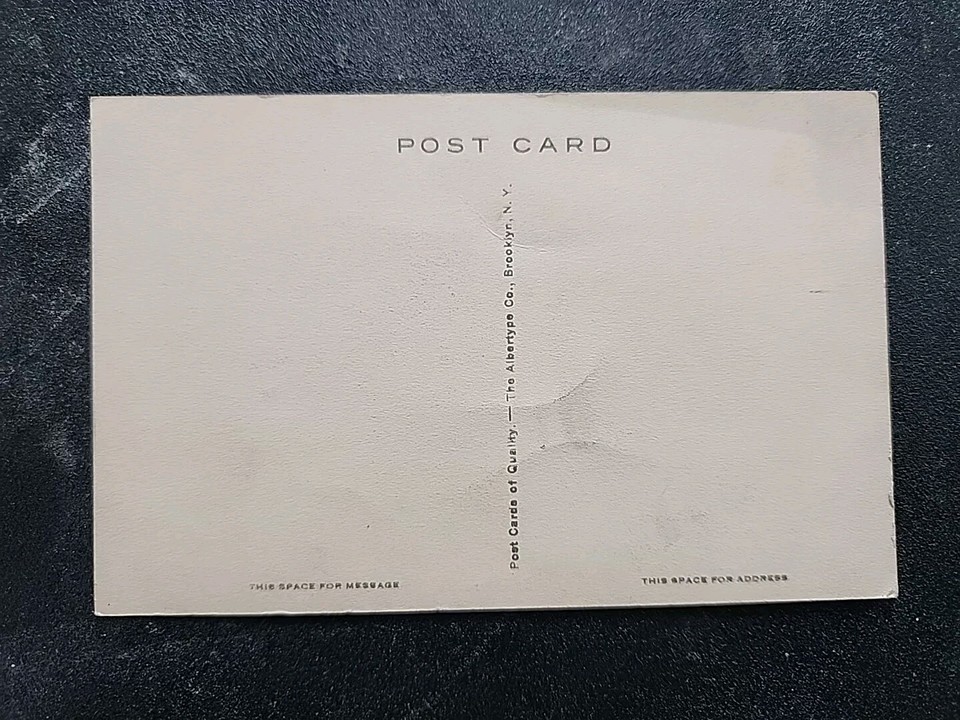 POST CARD
Post Cards of Quality. — The Albertype Co., Brooklyn, N. Y.
THIS SPACE FOR MESSAGE
THIS SPACE FOR ADDRESS